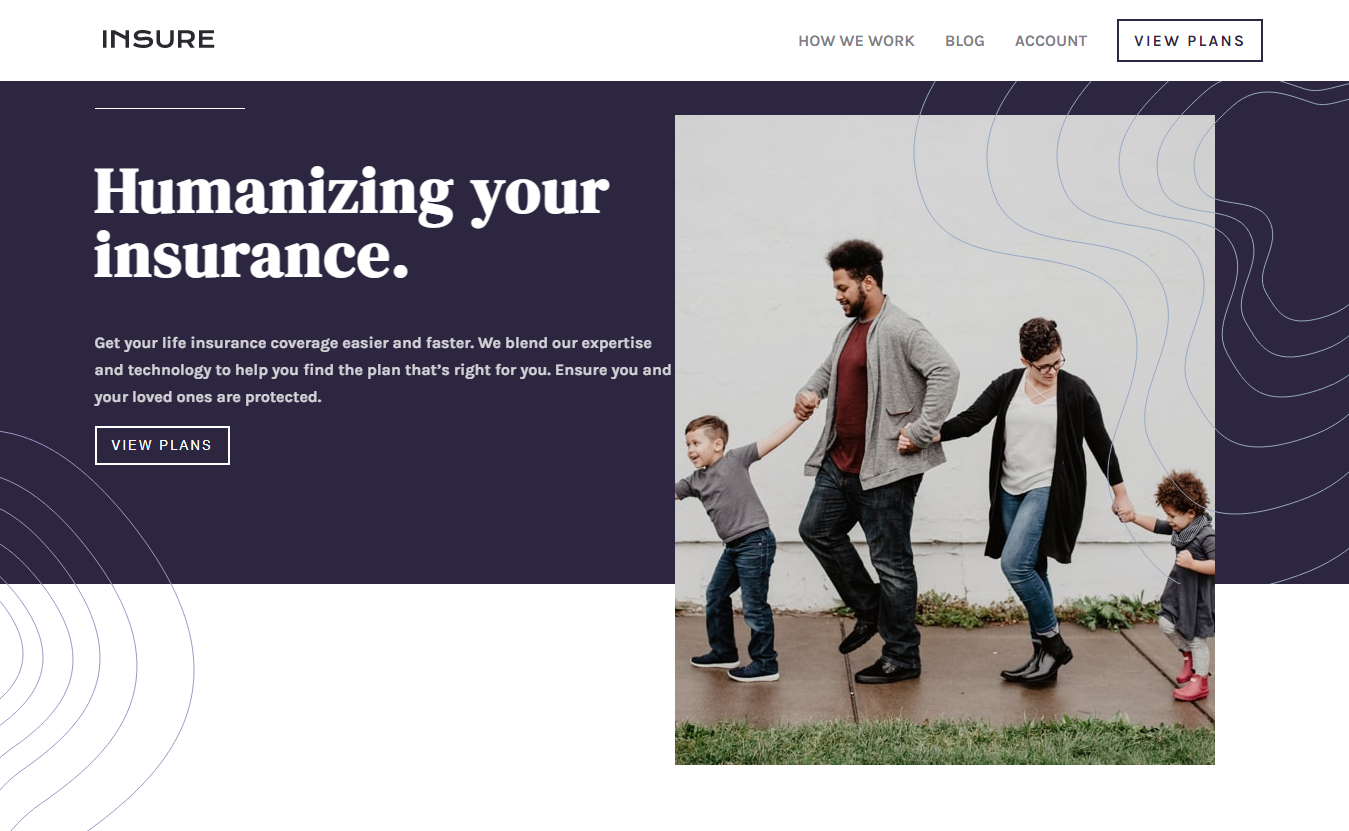 INSURE
HOW WE WORK
BLOG
ACCOUNT
VIEW PLANS
Humanizing your
insurance.
Get your life insurance coverage easier and faster. We blend our expertise
and technology to help you find the plan that’s right for you. Ensure you and
your loved ones are protected.
VIEW PLANS